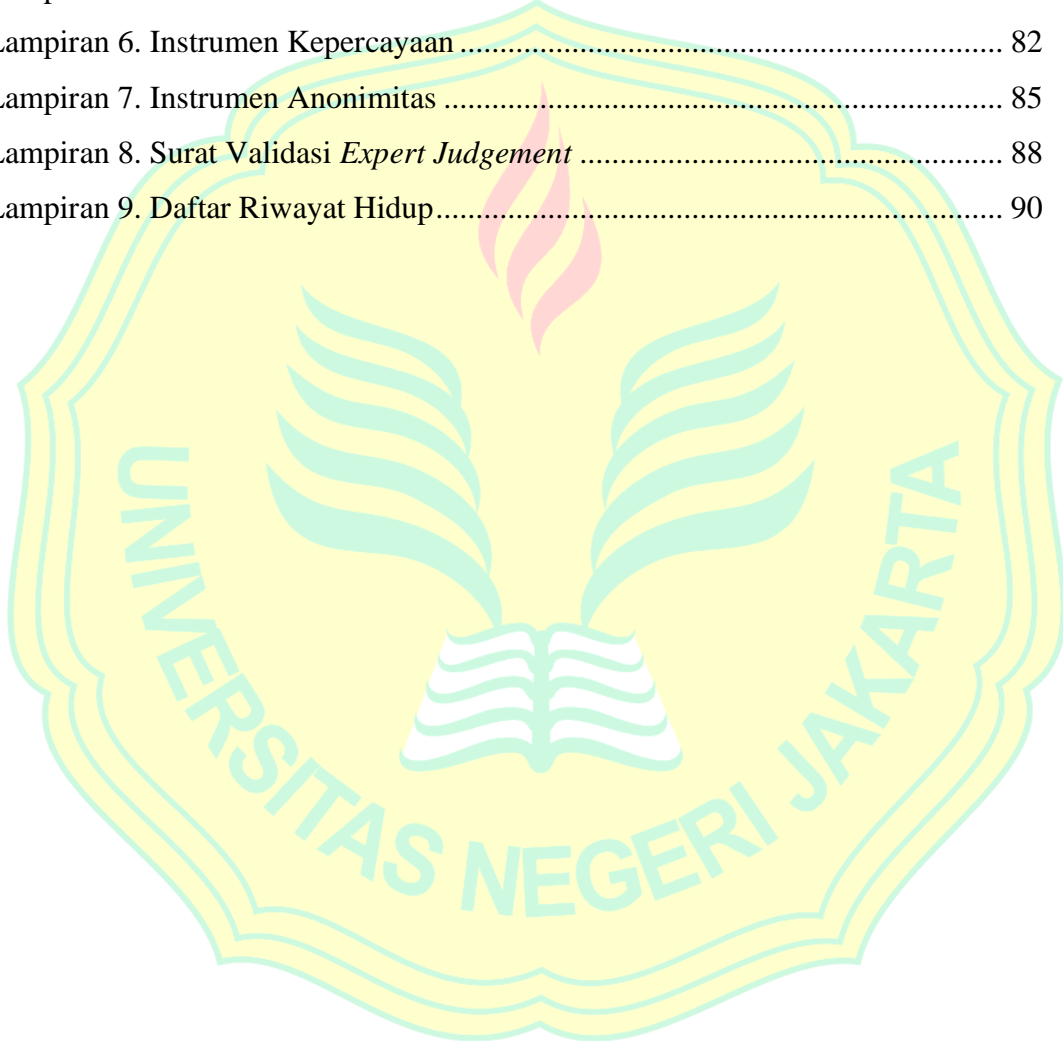 Lampiran 6. Instrumen Kepercayaan ..................................................................... 82
Lampiran 7. Instrumen Anonimitas ....................................................................... 85
Lampiran 8. Surat Validasi Expert Judgement ...................................................... 88
Lampiran 9. Daftar Riwayat Hidup........................................................................ 90
UNIVERSITAS NEGERI JAKARTA